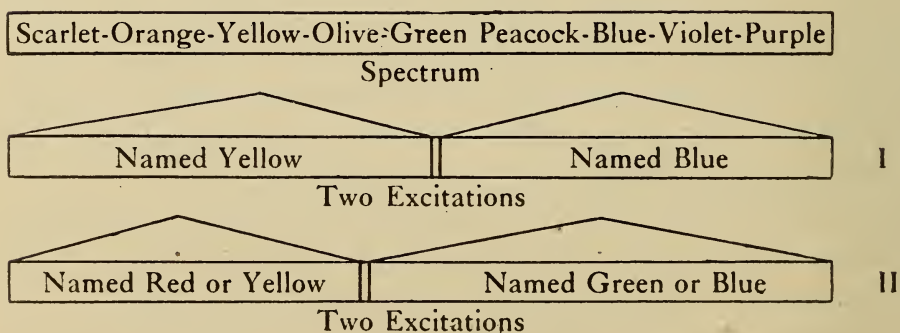 Scarlet-Orange-Yellow-Olive-Green Peacock-Blue-Violet-Purple
Spectrum
Named Yellow Named Blue I
Two Excitations
Named Red or Yellow Named Green or Blue II
Two Excitations